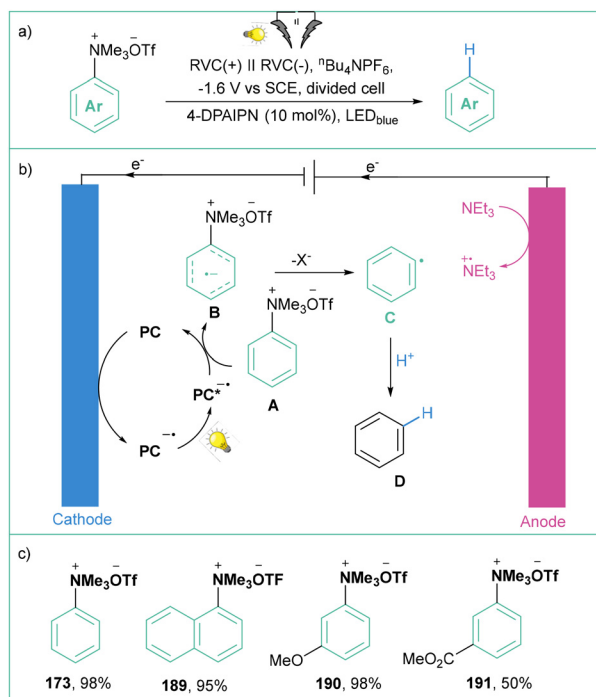 a)
+ −
NMe3OTf
Ar
RVC(+) II RVC(-), nBu4NPF6,
-1.6 V vs SCE, divided cell
4-DPAIPN (10 mol%), LEDblue
H
Ar
b)
e-
e-
+ −
NMe3OTf
•−
B
-X-
•
C
+ −
NMe3OTf
A
NEt3
+•
NEt3
PC
PC*−•
PC−•
H+
H
D
Cathode
Anode
c)
+ −
NMe3OTf
+ −
NMe3OTF
+ −
NMe3OTf
+ −
NMe3OTf
MeO
MeO2C
173, 98%
189, 95%
190, 98%
191, 50%